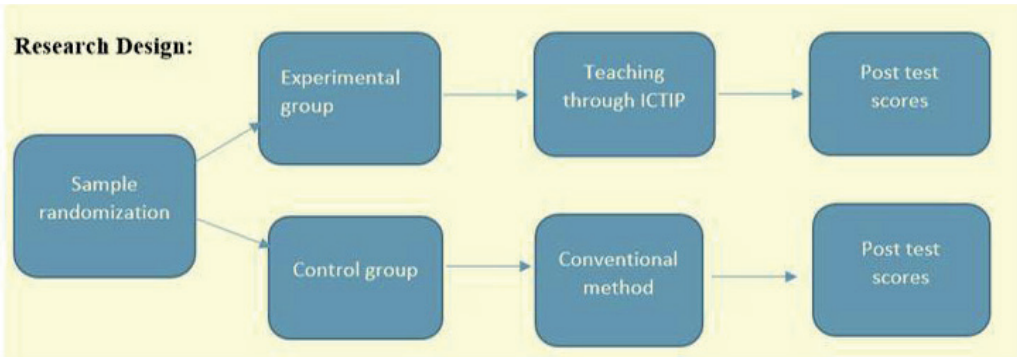 Research Design:
Sample
randomization
Experimental
group
Teaching
through ICTIP
Post test
scores
Control group
Conventional
method
Post test
scores